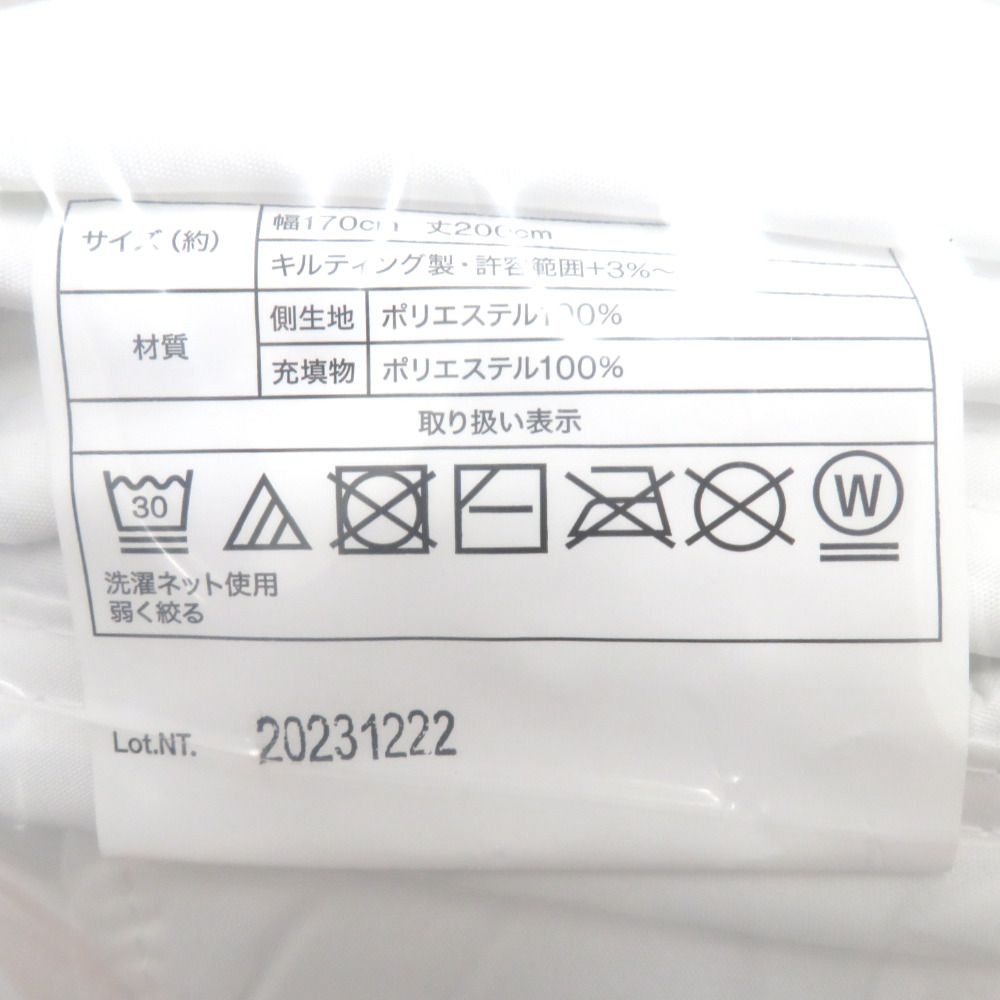 サイズ(約)
幅170cm 丈200cm
キルティング製・許容範囲+3%~
材質
側生地 ポリエステル100%
充填物 ポリエステル100%
取り扱い表示
30
W
洗濯ネット使用
弱く絞る
Lot.NT. 20231222